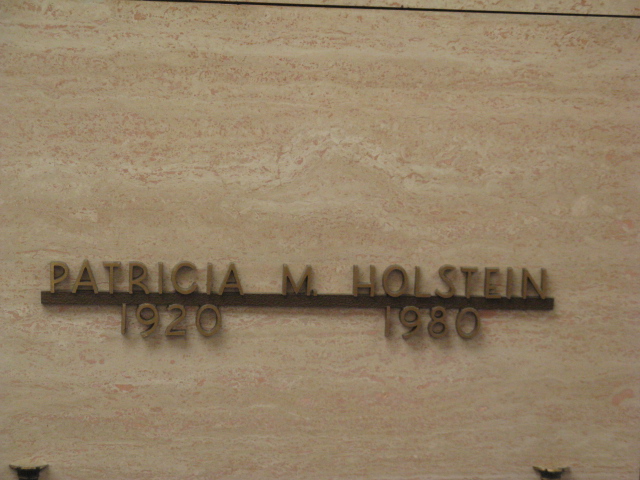 PATRICIA M. HOLSTEIN
1920 1980